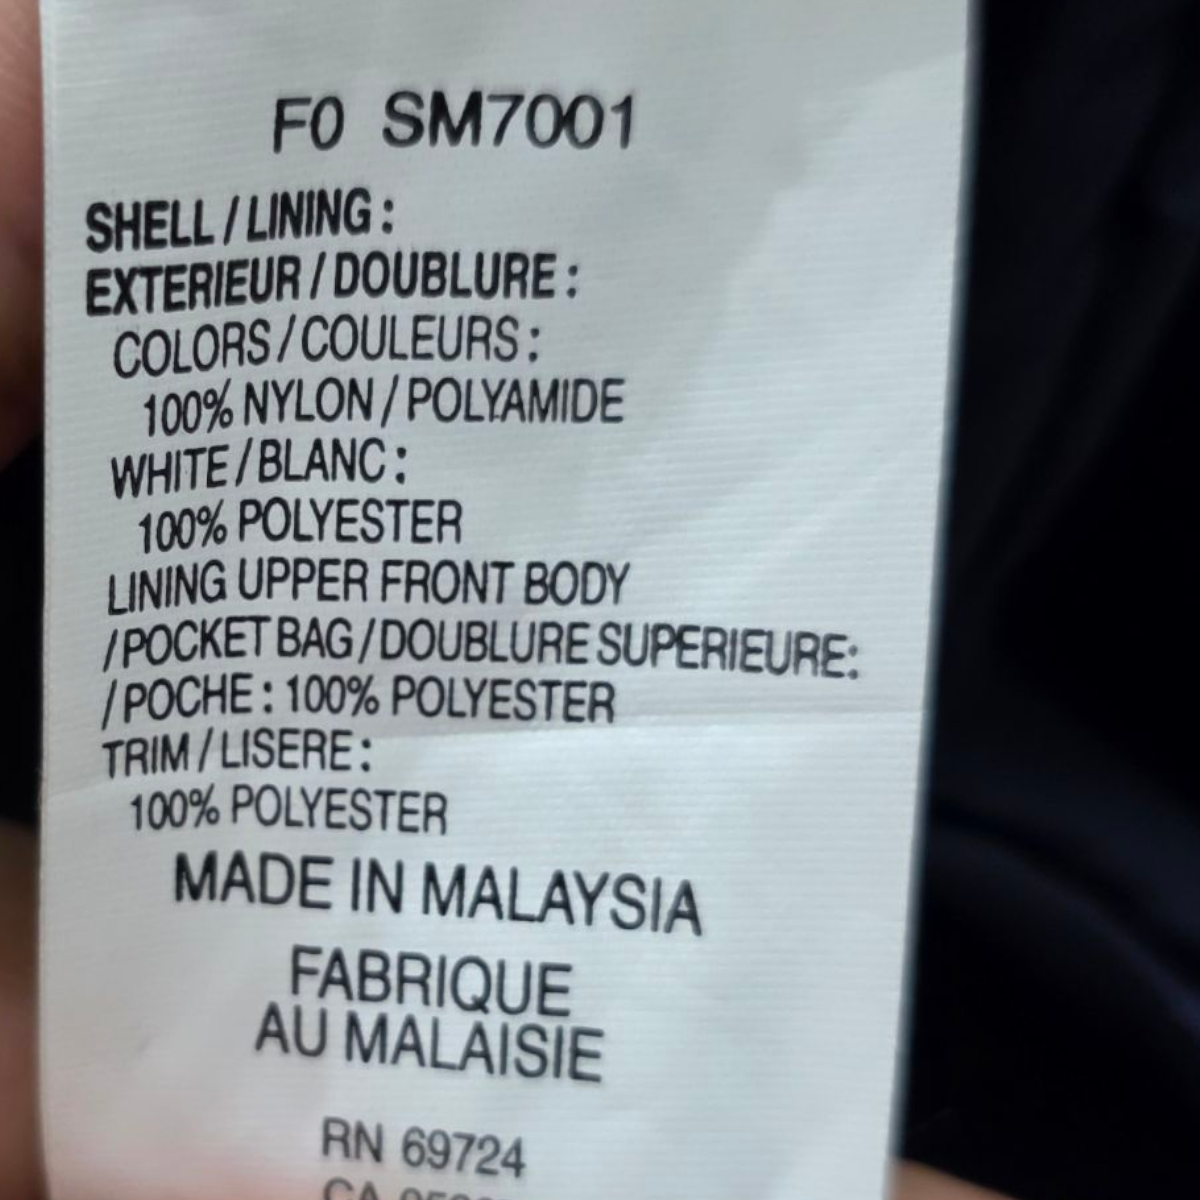 F0 SM7001
SHELL / LINING :
EXTERIEUR / DOUBLURE :
COLORS / COULEURS :
100% NYLON / POLYAMIDE
WHITE / BLANC :
100% POLYESTER
LINING UPPER FRONT BODY
/ POCKET BAG / DOUBLURE SUPERIEURE:
/ POCHE : 100% POLYESTER
TRIM / LISERE :
100% POLYESTER
MADE IN MALAYSIA
FABRIQUE
AU MALAISIE
RN 69724
CA